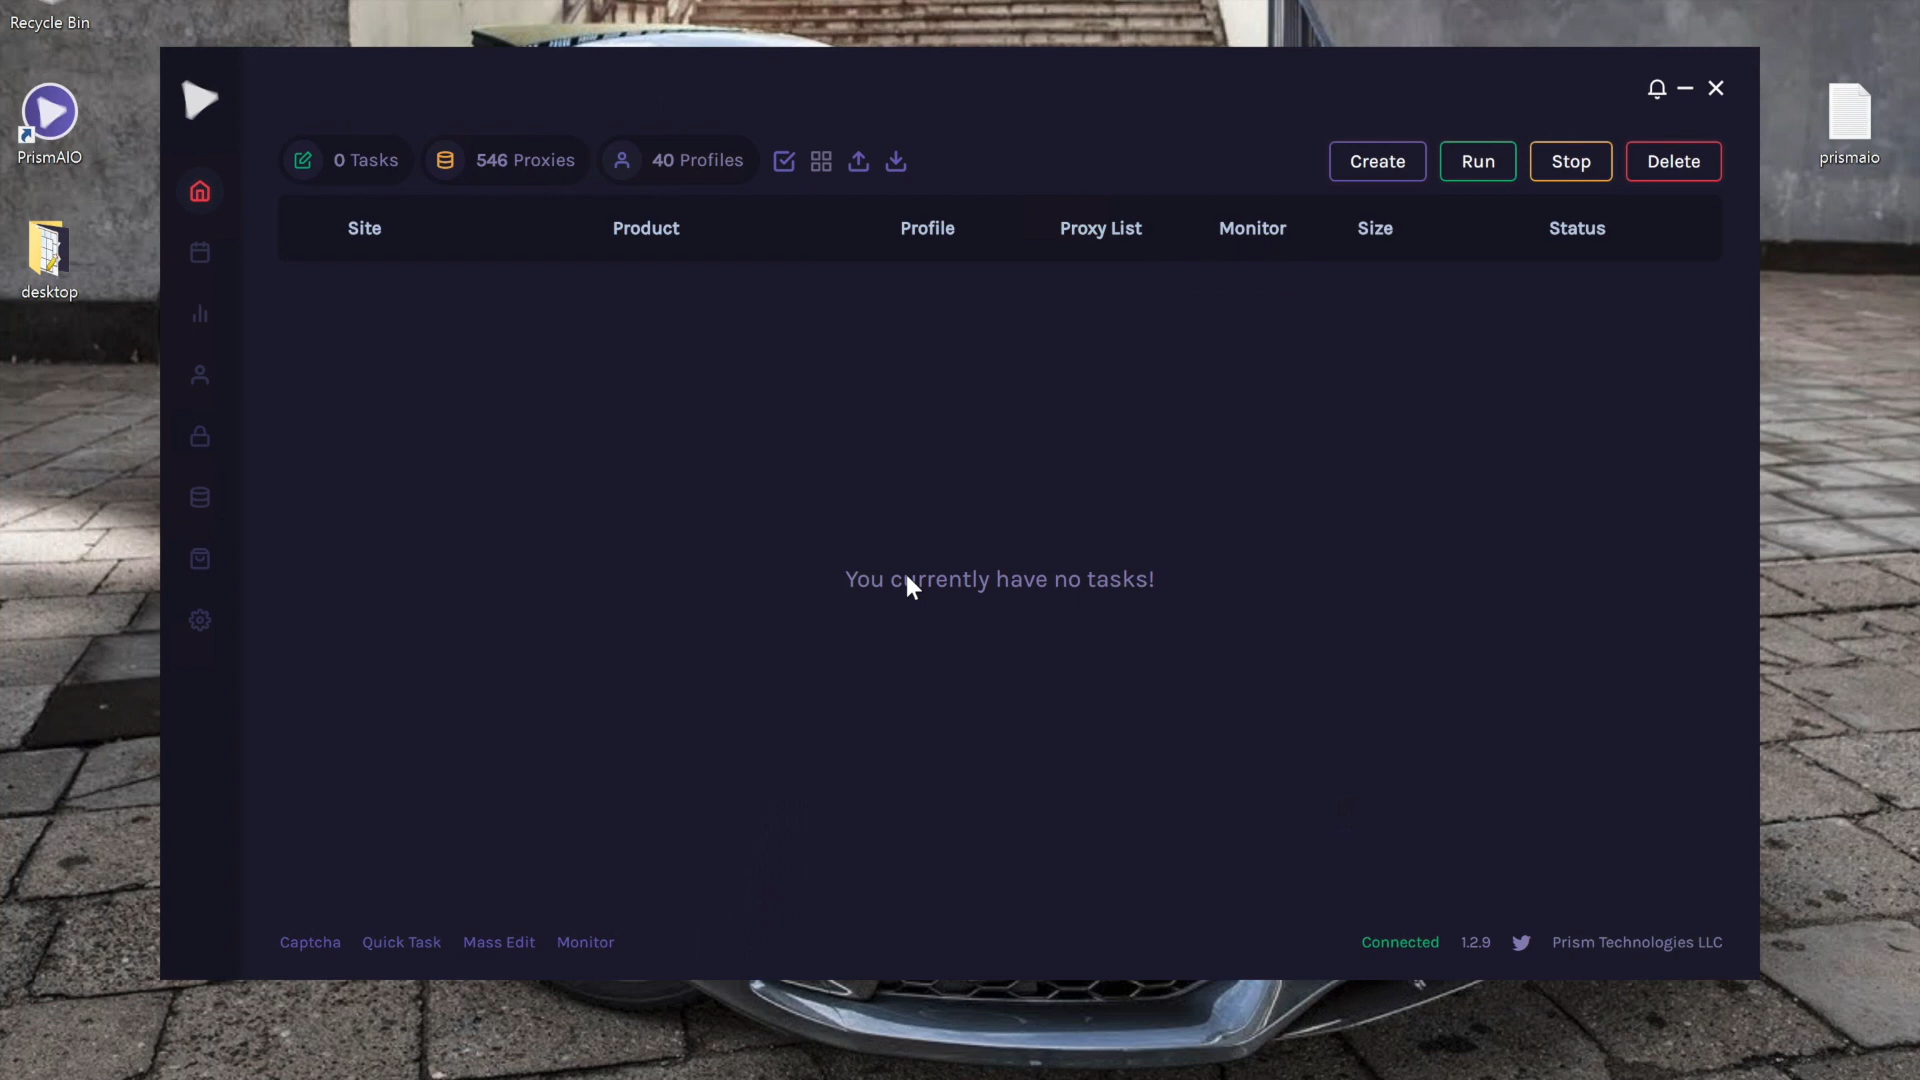 Recycle Bin
PrismAIO
desktop
prismaio
0 Tasks
546 Proxies
40 Profiles
Create
Run
Stop
Delete
Site
Product
Profile
Proxy List
Monitor
Size
Status
You currently have no tasks!
Captcha
Quick Task
Mass Edit
Monitor
Connected
1.2.9
Prism Technologies LLC